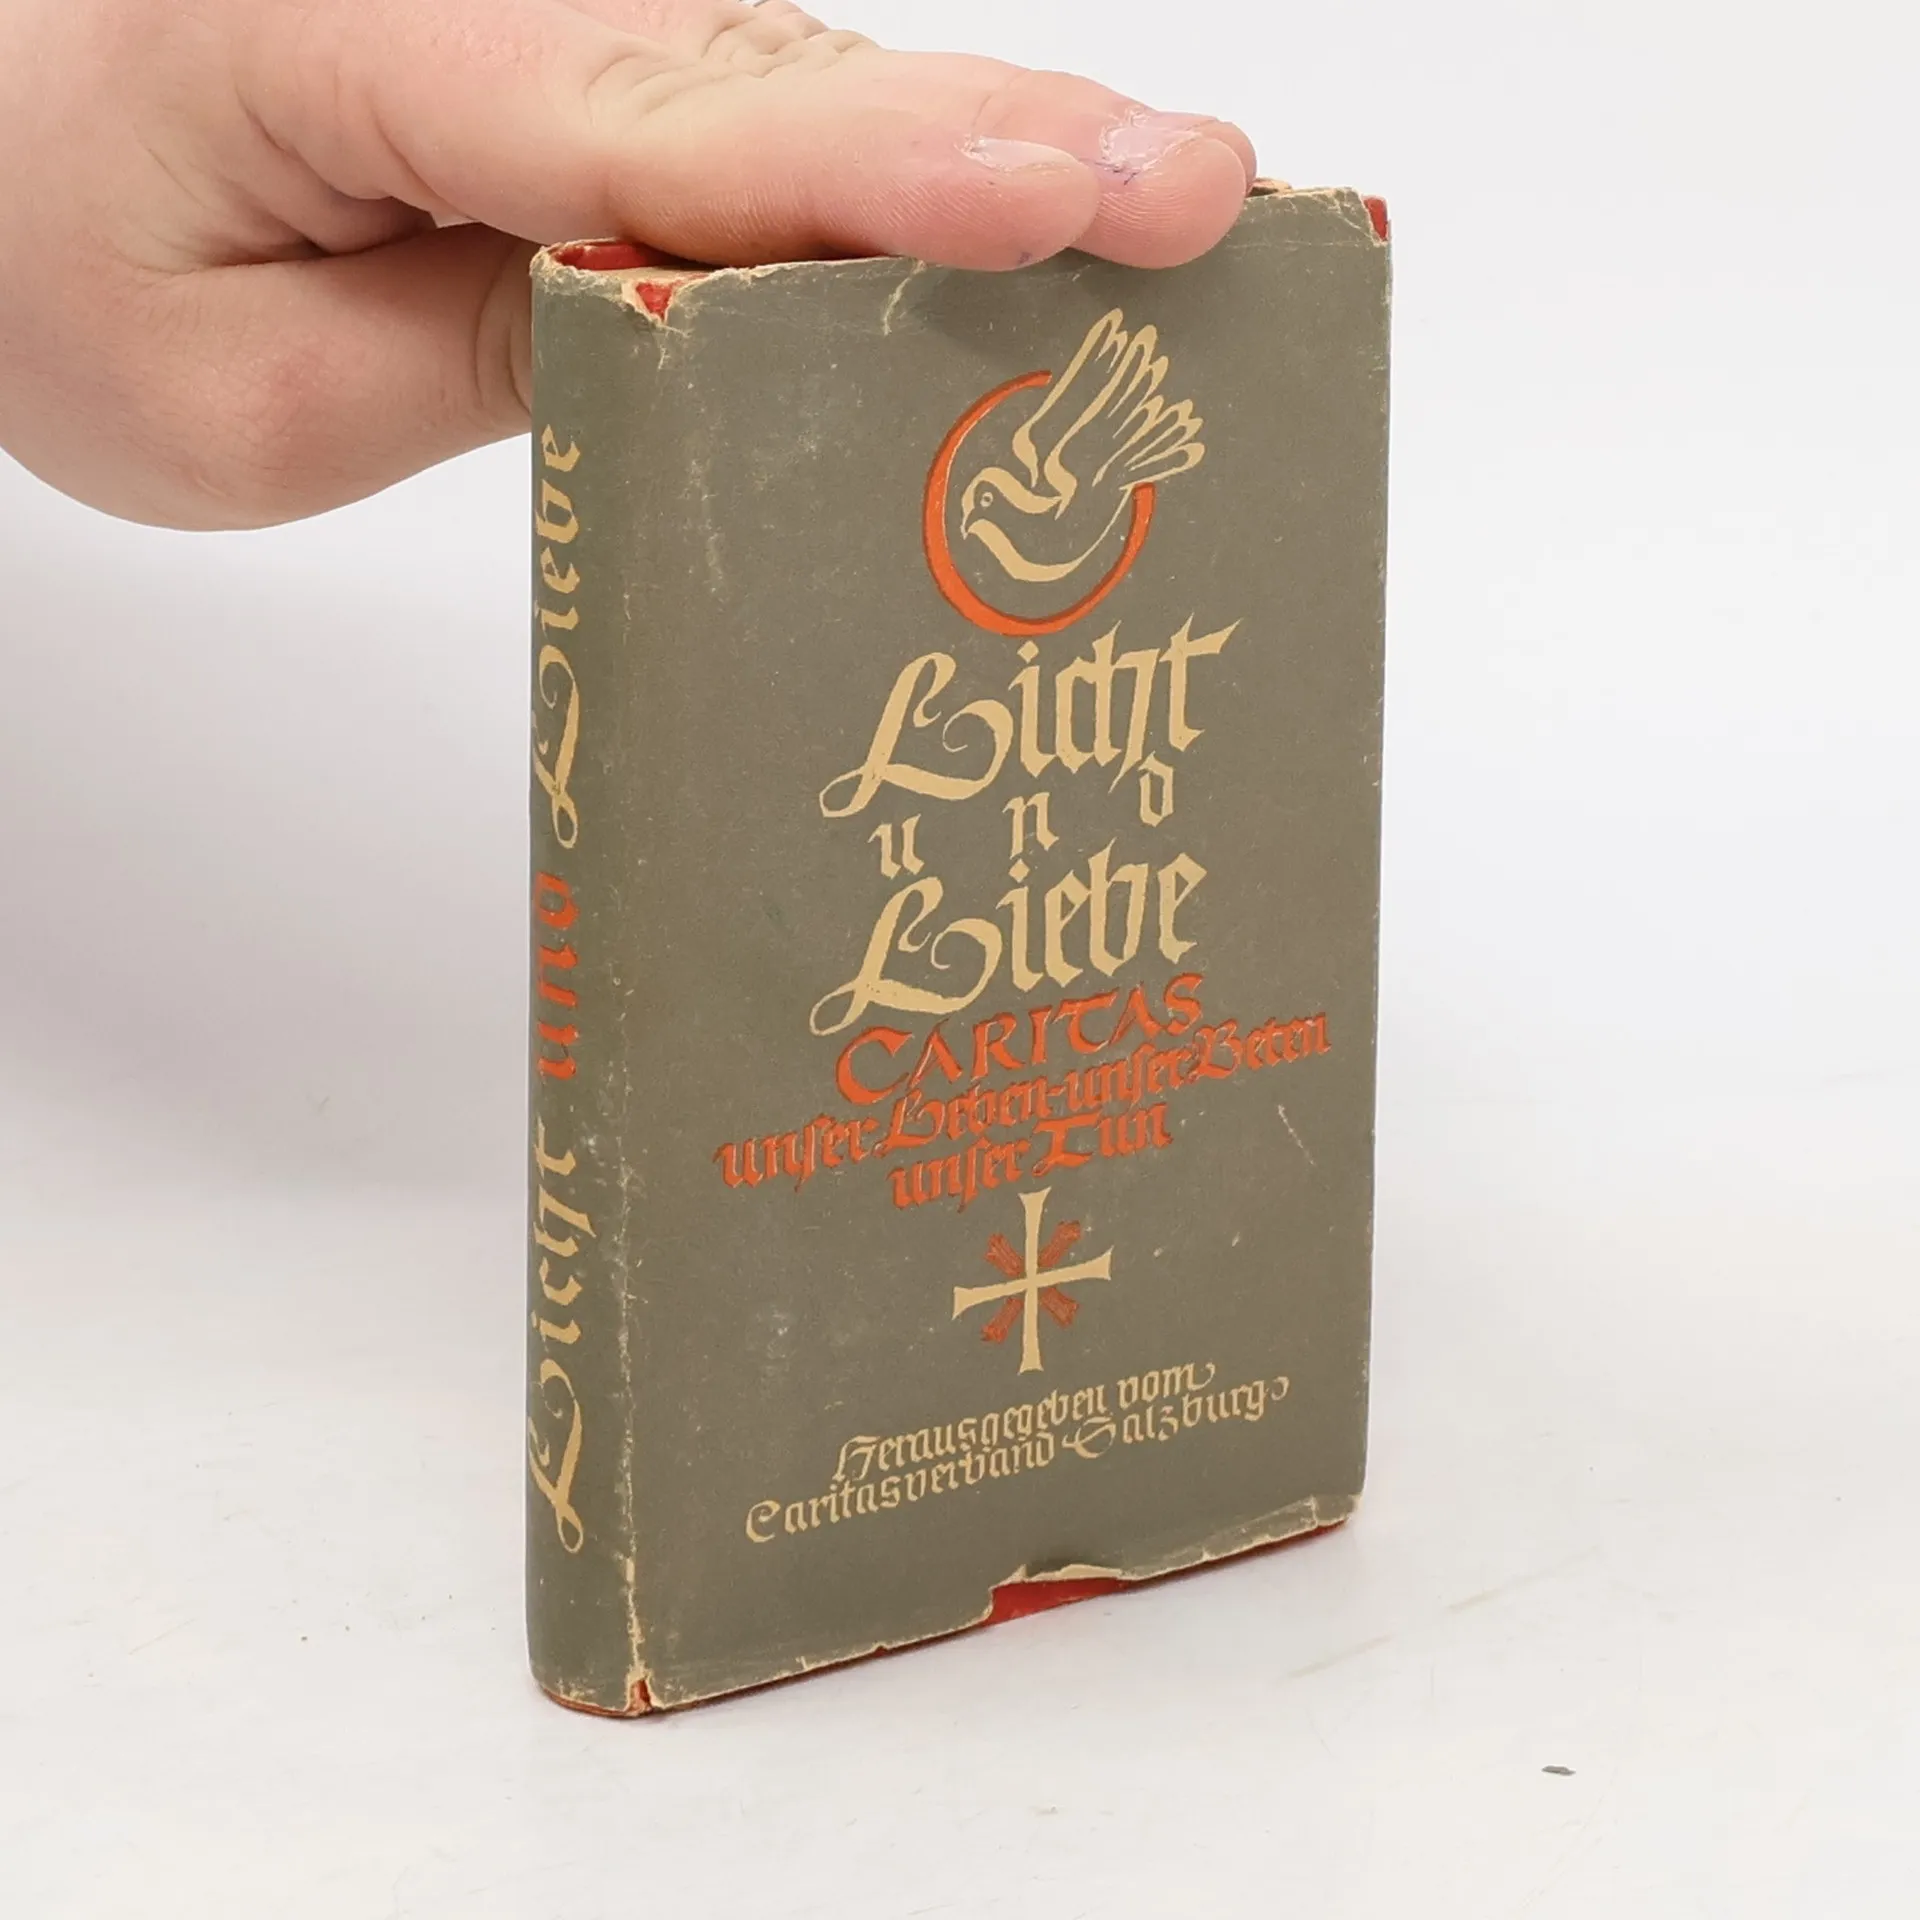 Licht und Liebe
Licht
und
Liebe
CARITAS
unser Leben-unser Beten
unser Tun
Herausgegeben vom
Caritasverband Salzburg